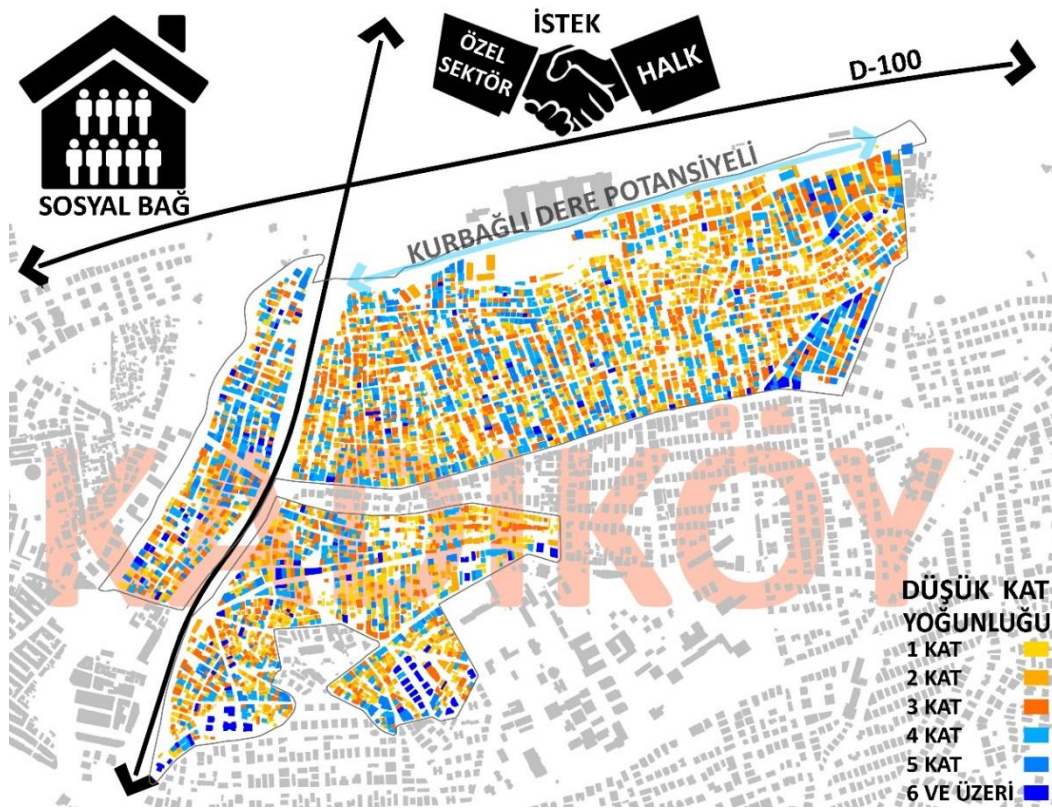 İSTEK
ÖZEL
SEKTÖR
HALK
D-100
SOSYAL BAĞ
KURBAĞLI DERE POTANSİYELİ
KADIKÖY
DÜŞÜK KAT
YOĞUNLUĞU
1 KAT
2 KAT
3 KAT
4 KAT
5 KAT
6 VE ÜZERİ